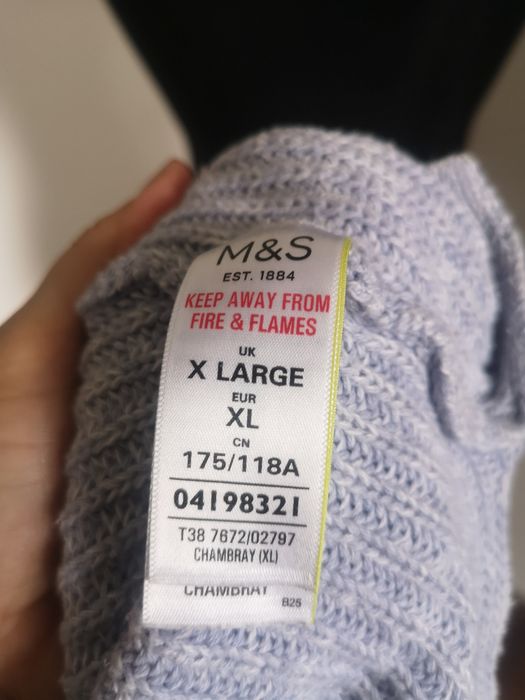 M&S
EST. 1884
KEEP AWAY FROM
FIRE & FLAMES
UK
X LARGE
EUR
XL
CN
175/118A
04198321
T38 7672/02797
CHAMBRAY (XL)
CHAMBRAY
B25